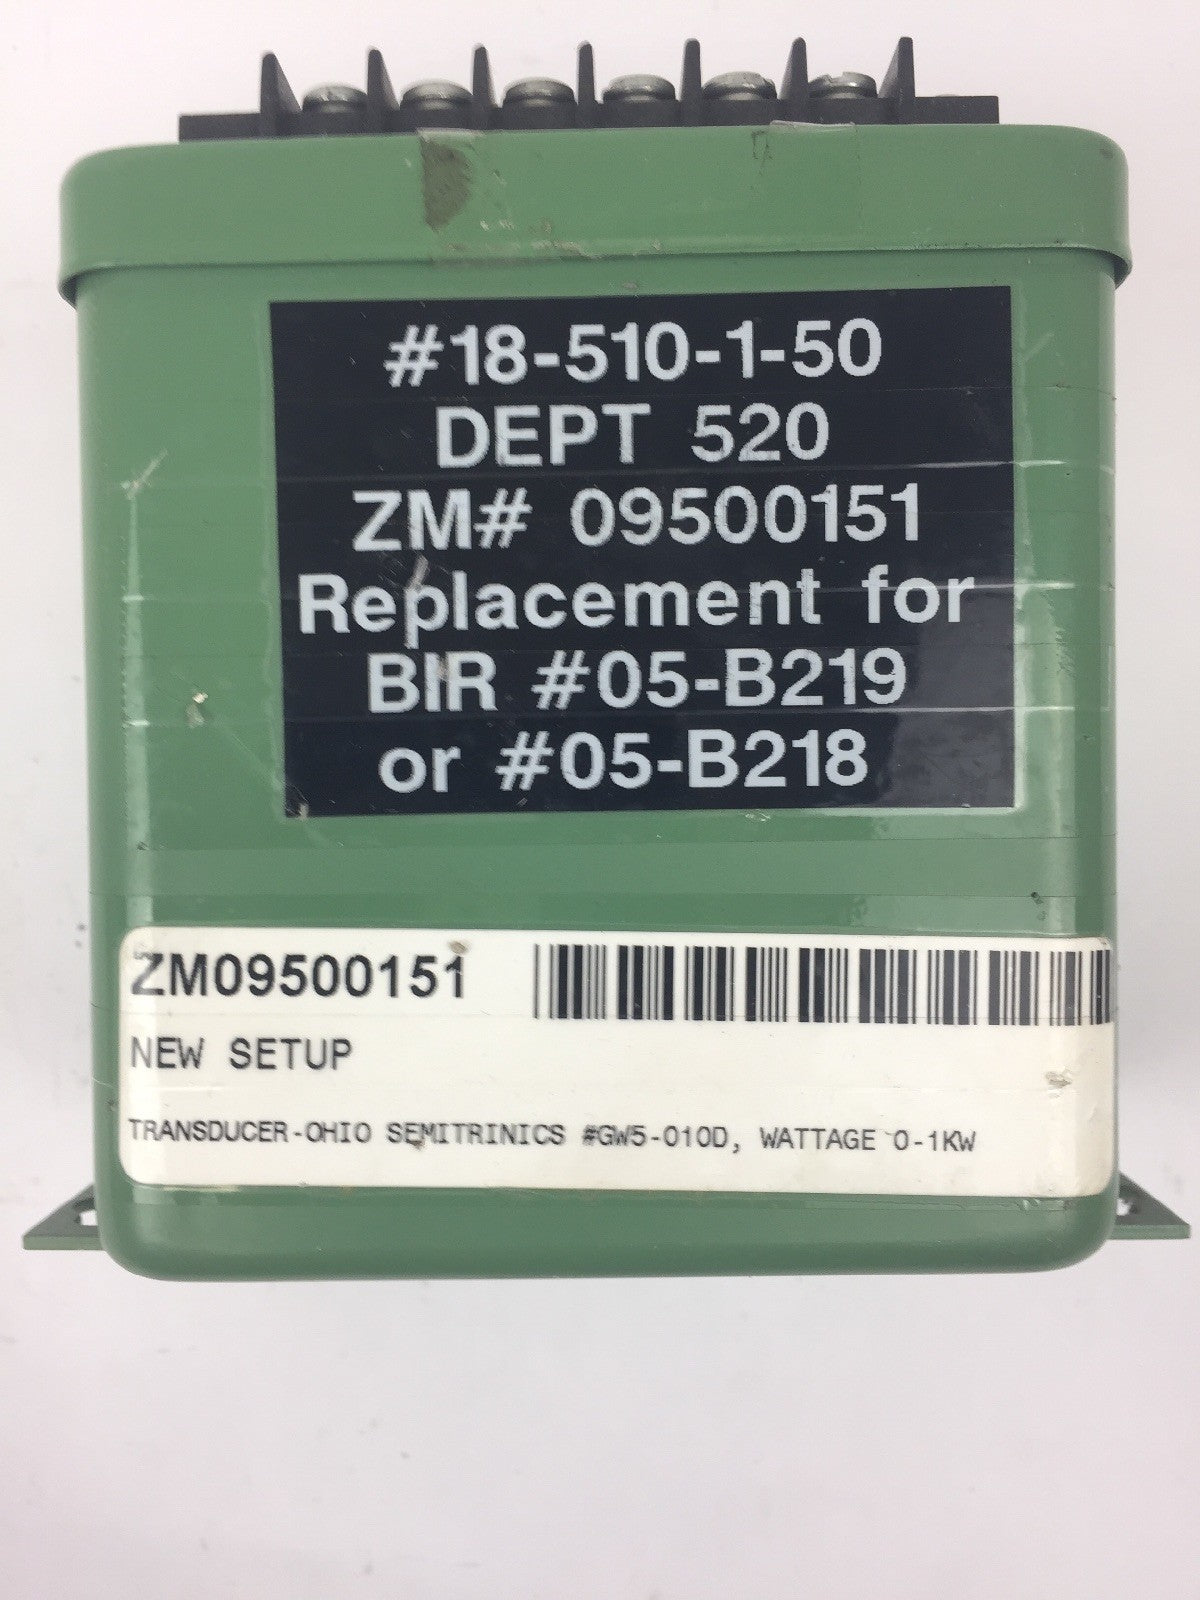 #18-510-1-50
DEPT 520
ZM# 09500151
Replacement for
BIR #05-B219
or #05-B218
ZM09500151
NEW SETUP
TRANSDUCER-OHIO SEMITRINICS #GW5-010D, WATTAGE 0-1KW